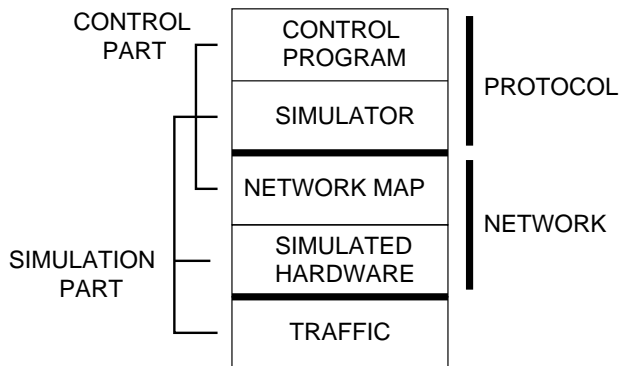 CONTROL
PART
CONTROL
PROGRAM
PROTOCOL
SIMULATOR
NETWORK MAP
NETWORK
SIMULATION
PART
SIMULATED
HARDWARE
TRAFFIC